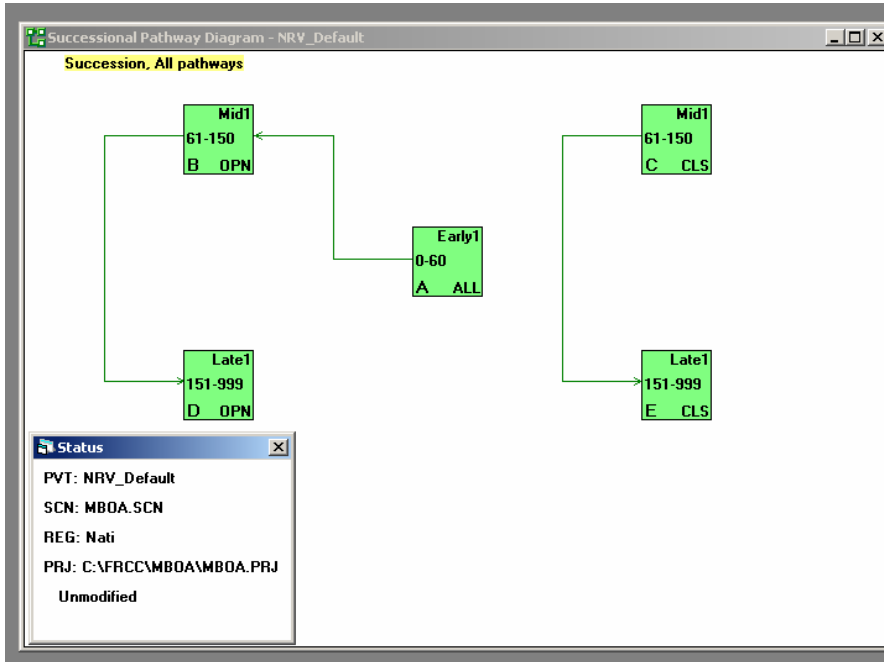 Successional Pathway Diagram - NRV_Default
Succession, All pathways
Mid1
61-150
B OPN
Mid1
61-150
C CLS
Early1
0-60
A ALL
Late1
151-999
D OPN
Late1
151-999
E CLS
Status
PVT: NRV_Default
SCN: MBOA.SCN
REG: Nati
PRJ: C:\FRCC\MBOA\MBOA.PRJ
Unmodified